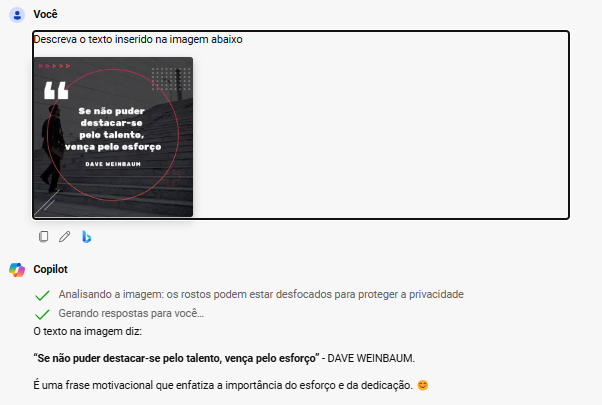 Você
Descreva o texto inserido na imagem abaixo
Se não puder
destacar-se
pelo talento,
vença pelo esforço
DAVE WEINBAUM
Copilot
Analisando a imagem: os rostos podem estar desfocados para proteger a privacidade
Gerando respostas para você...
O texto na imagem diz:
“Se não puder destacar-se pelo talento, vença pelo esforço” - DAVE WEINBAUM.
É uma frase motivacional que enfatiza a importância do esforço e da dedicação. 😊